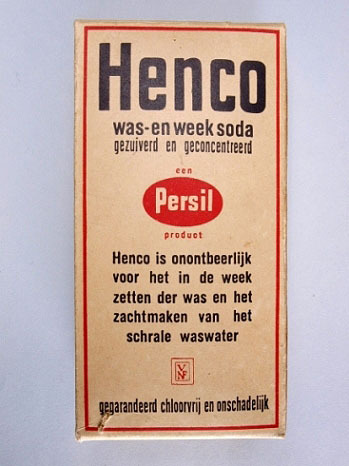 Henco
was-en week soda
gezuiverd en geconcentreerd
een
Persil
product
Henco is onontbeerlijk
voor het in de week
zetten der was en het
zachtmaken van het
schrale waswater
gegarandeerd chloorvrij en onschadelijk